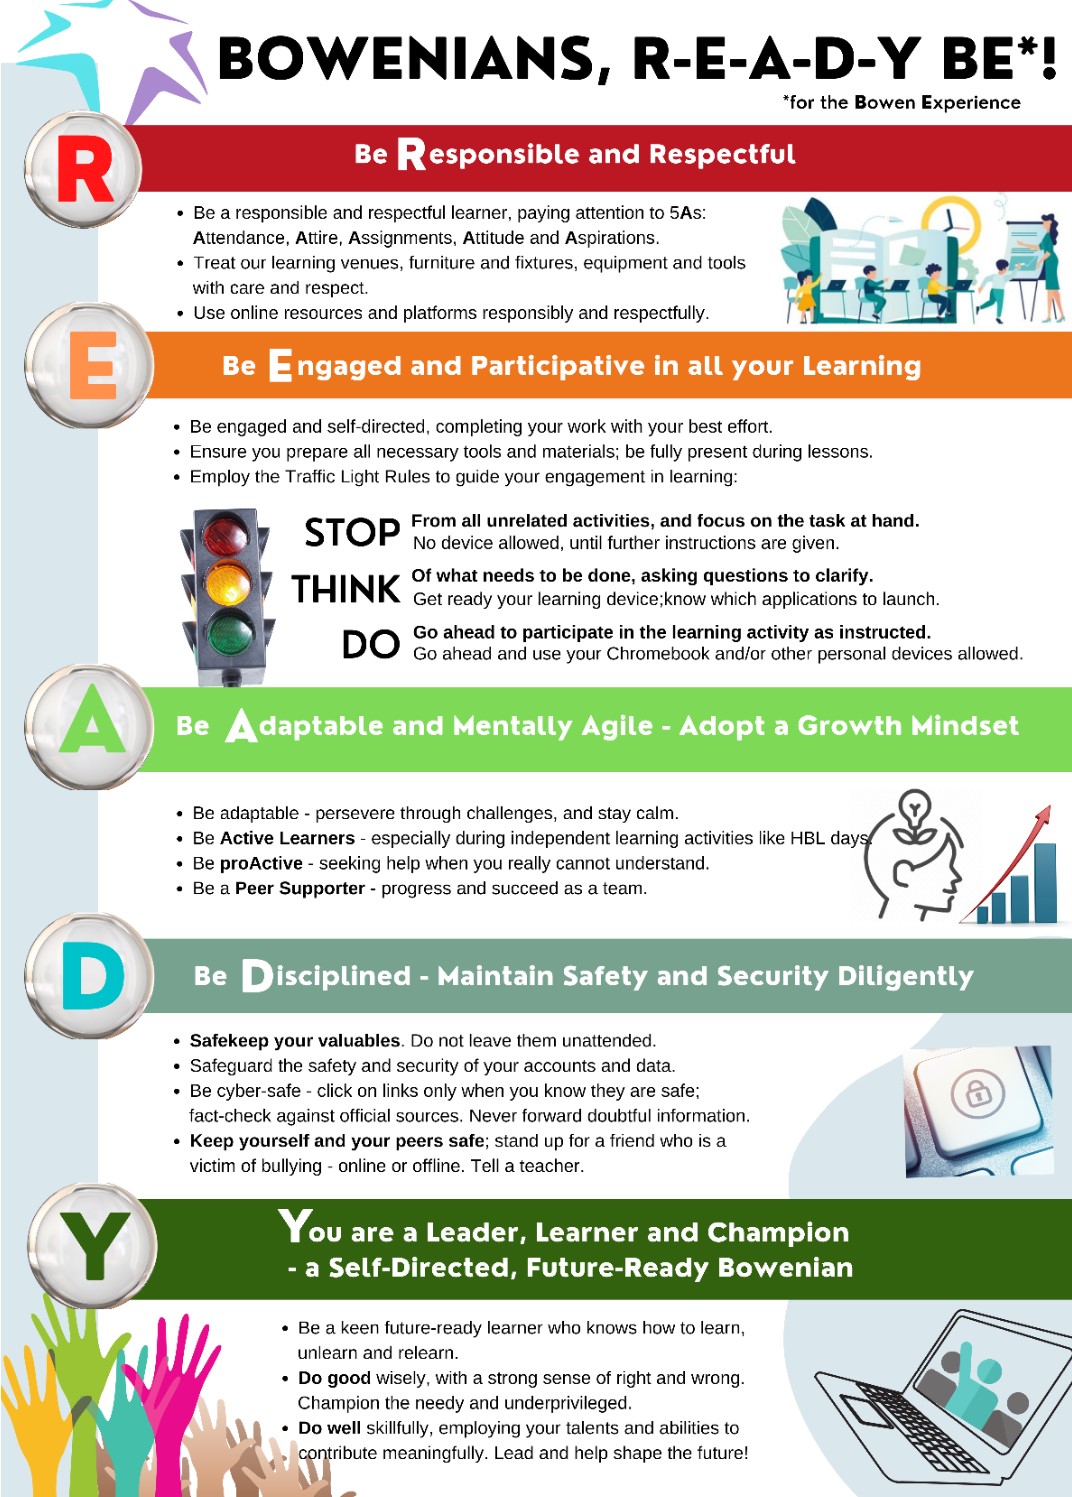 BOWENIANS, R-E-A-D-Y BE*!
*for the Bowen Experience
R
Be Responsible and Respectful
• Be a responsible and respectful learner, paying attention to 5As:
Attendance, Attire, Assignments, Attitude and Aspirations.
• Treat our learning venues, furniture and fixtures, equipment and tools
with care and respect.
• Use online resources and platforms responsibly and respectfully.
E
Be Engaged and Participative in all your Learning
• Be engaged and self-directed, completing your work with your best effort.
• Ensure you prepare all necessary tools and materials; be fully present during lessons.
• Employ the Traffic Light Rules to guide your engagement in learning:
STOP
From all unrelated activities, and focus on the task at hand.
No device allowed, until further instructions are given.
THINK
Of what needs to be done, asking questions to clarify.
Get ready your learning device;know which applications to launch.
DO
Go ahead to participate in the learning activity as instructed.
Go ahead and use your Chromebook and/or other personal devices allowed.
A
Be Adaptable and Mentally Agile - Adopt a Growth Mindset
• Be adaptable - persevere through challenges, and stay calm.
• Be Active Learners - especially during independent learning activities like HBL days.
• Be proActive - seeking help when you really cannot understand.
• Be a Peer Supporter - progress and succeed as a team.
D
Be Disciplined - Maintain Safety and Security Diligently
• Safekeep your valuables. Do not leave them unattended.
• Safeguard the safety and security of your accounts and data.
• Be cyber-safe - click on links only when you know they are safe;
fact-check against official sources. Never forward doubtful information.
• Keep yourself and your peers safe; stand up for a friend who is a
victim of bullying - online or offline. Tell a teacher.
Y
You are a Leader, Learner and Champion
- a Self-Directed, Future-Ready Bowenian
• Be a keen future-ready learner who knows how to learn,
unlearn and relearn.
• Do good wisely, with a strong sense of right and wrong.
Champion the needy and underprivileged.
• Do well skillfully, employing your talents and abilities to
contribute meaningfully. Lead and help shape the future!